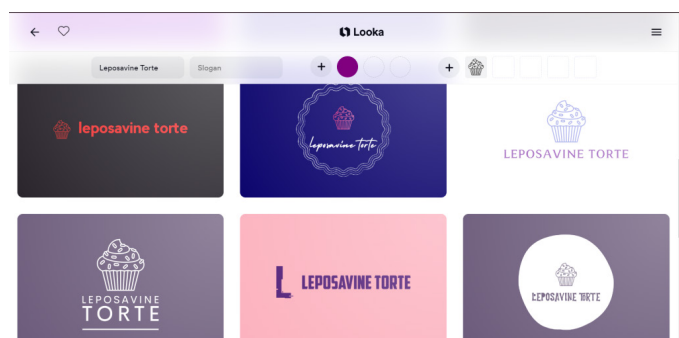 Looka
Leposavine Torte
Slogan
leposavine torte
leposavine torte
LEPOSAVINE TORTE
LEPOSAVINE
TORTE
L LEPOSAVINE TORTE
LEPOSAVINE TORTE